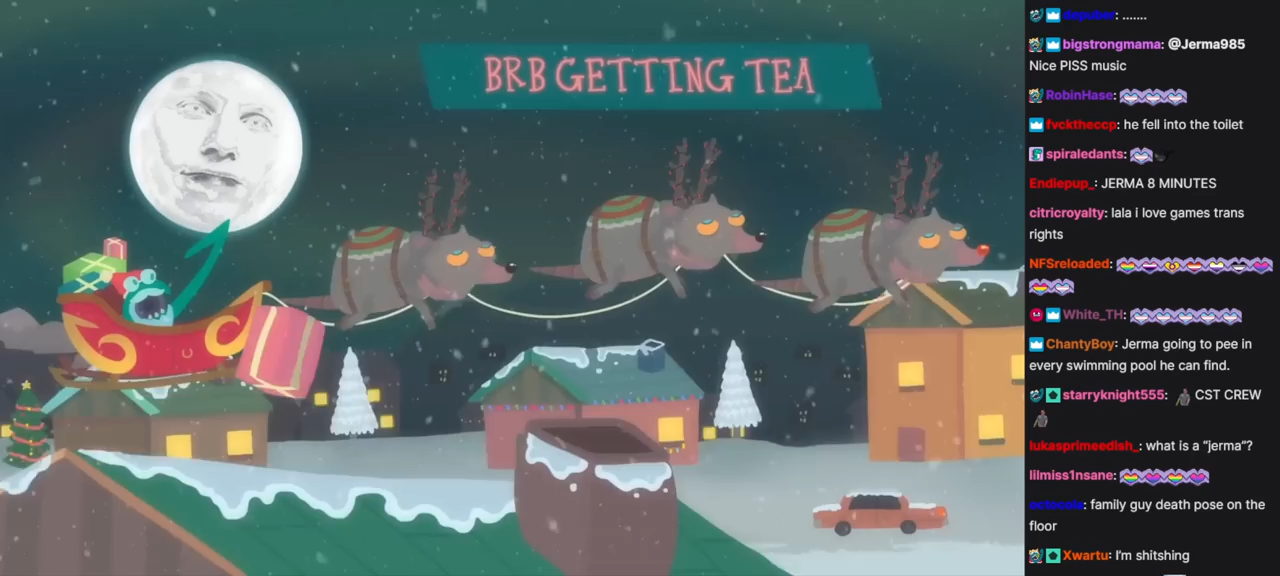 BRB GETTING TEA
depubar: .......
bigstrongmama: @Jerma985
Nice PISS music
RobinHase:
fvcktheccp: he fell into the toilet
spiraledants:
Endiepup_: JERMA 8 MINUTES
citricroyalty: lala i love games trans
rights
NFSreloaded:
White_TH:
ChantyBoy: Jerma going to pee in
every swimming pool he can find.
starryknight555: CST CREW
lukasprimeedish_: what is a "jerma"?
lilmiss1nsane:
family guy death pose on the
floor
Xwartu: I'm shitshing